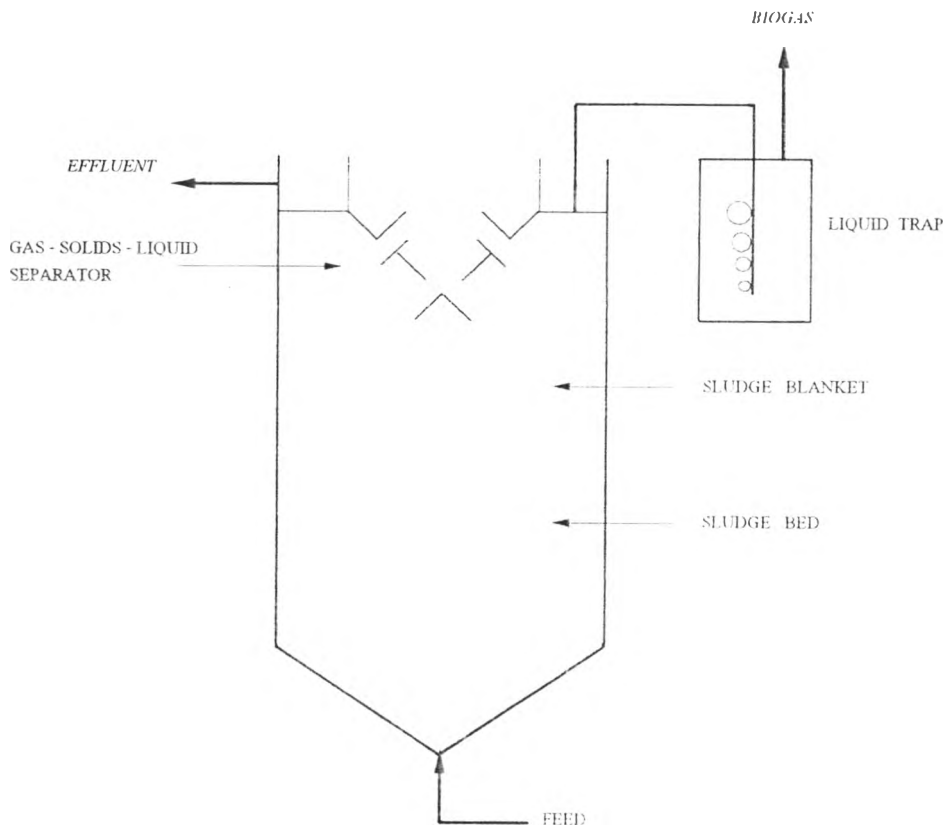 BIOGAS
EFFLUENT
LIQUID TRAP
GAS - SOLIDS - LIQUID
SEPARATOR
SLUDGE BLANKET
SLUDGE BED
FEED